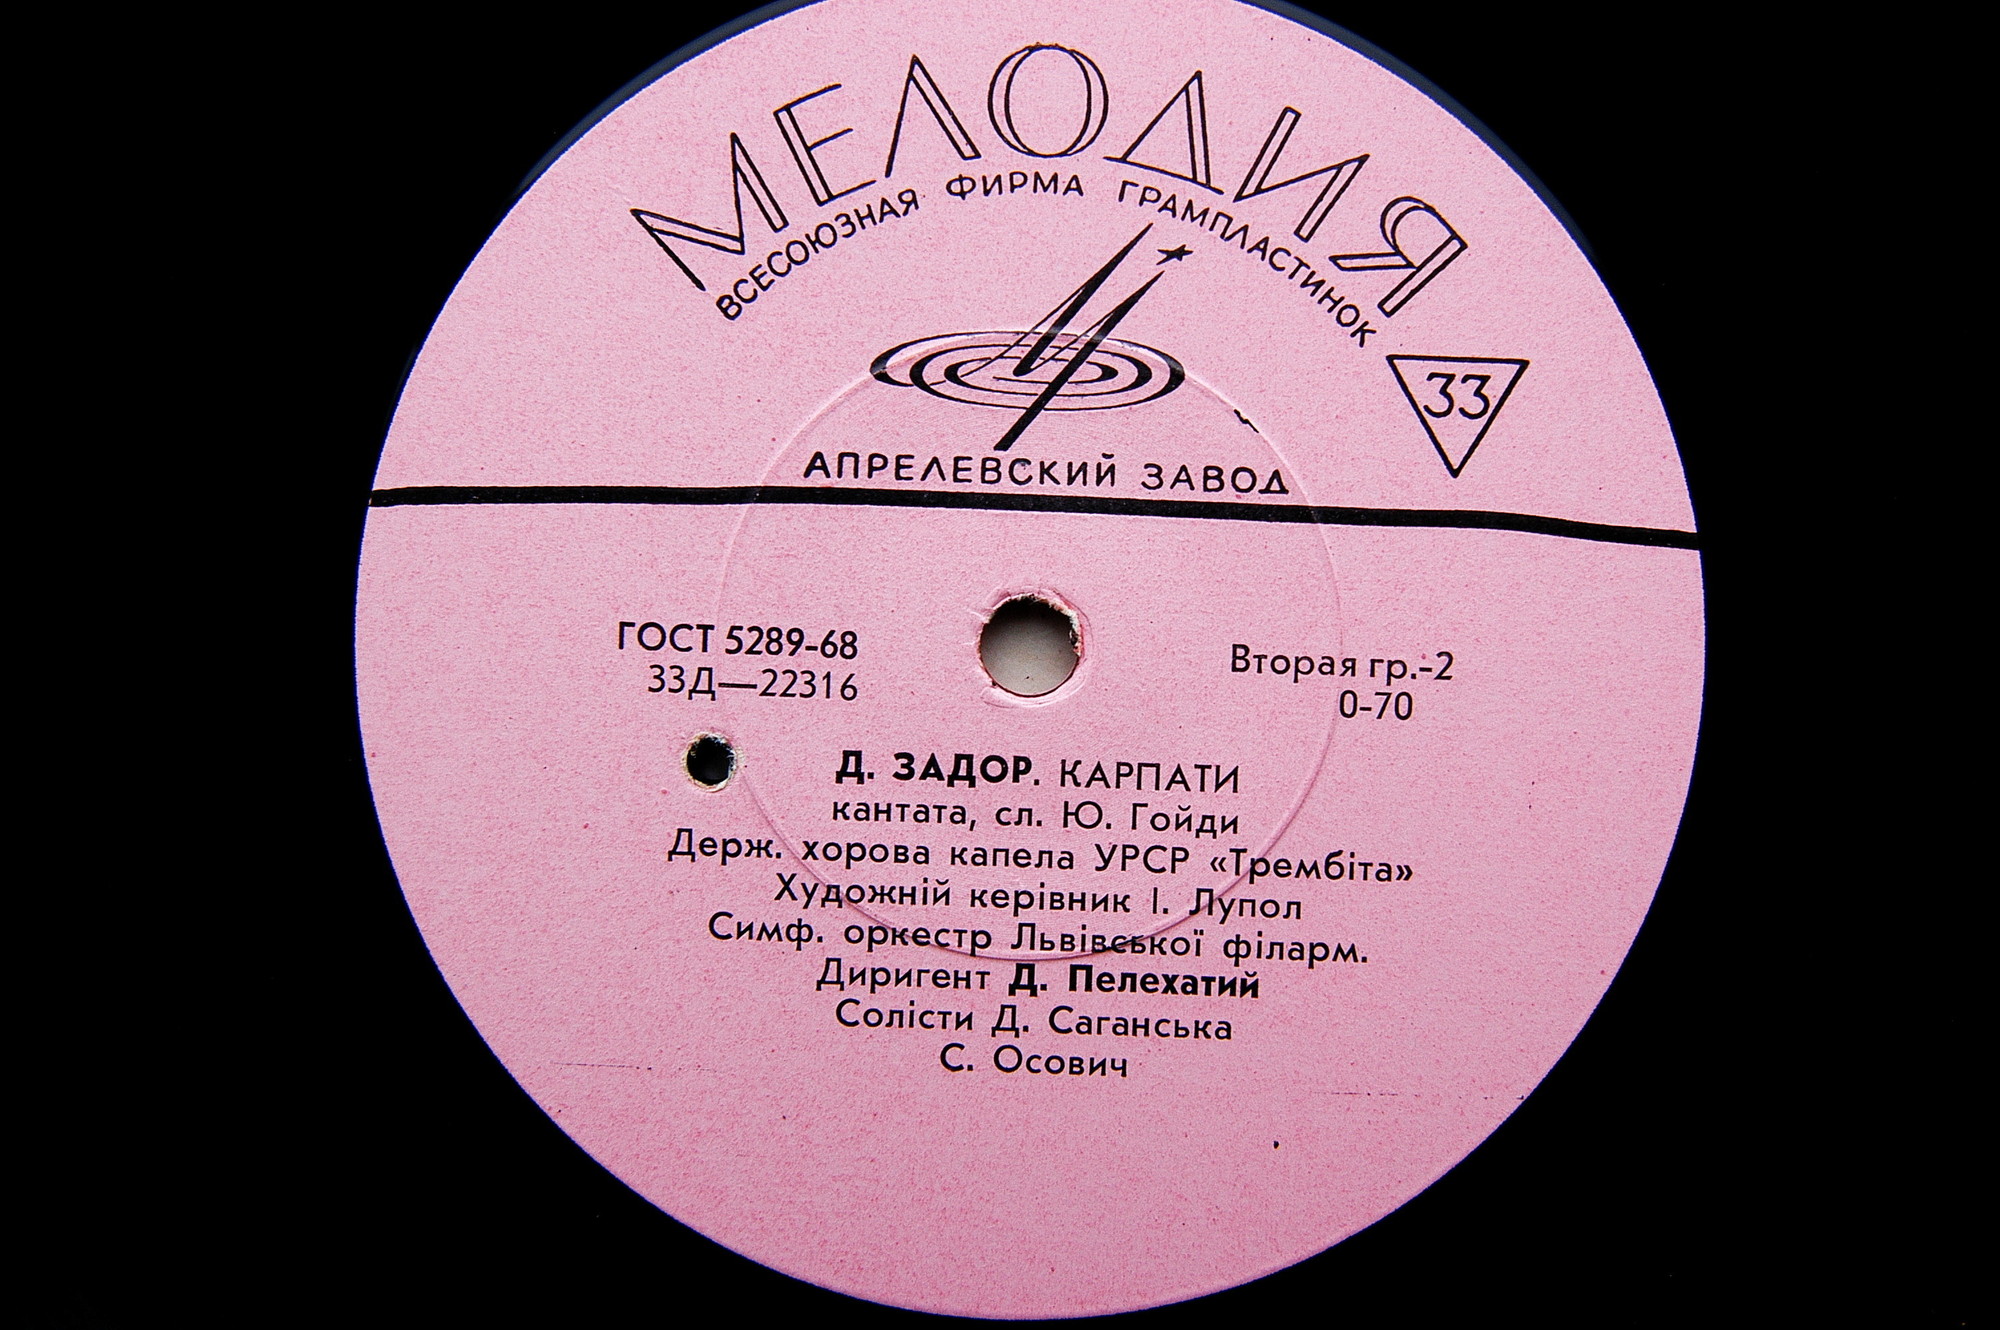 МЕЛОДИЯ
ВСЕСОЮЗНАЯ ФИРМА ГРАМПЛАСТИНОК
33
АПРЕЛЕВСКИЙ ЗАВОД
ГОСТ 5289-68
33Д—22316
Вторая гр.-2
0-70
Д. ЗАДОР. КАРПАТИ
кантата, сл. Ю. Гойди
Держ. хорова капела УРСР «Трембіта»
Художній керівник І. Лупол
Симф. оркестр Львівської філарм.
Диригент Д. Пелехатий
Солісти Д. Саганська
С. Осович